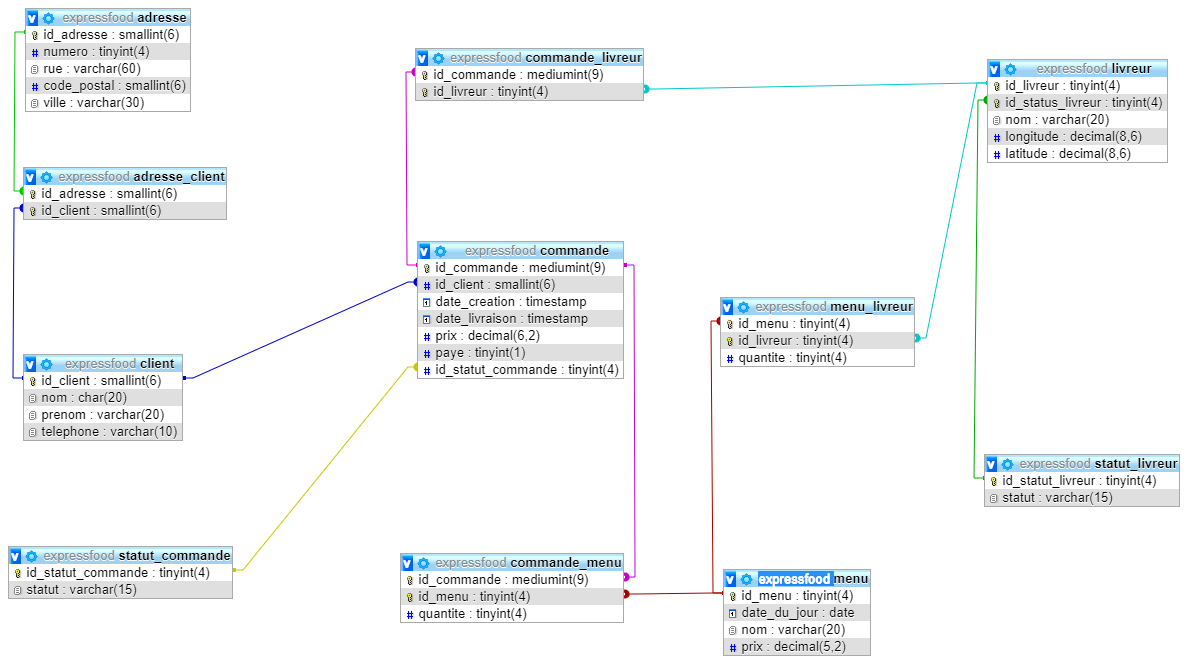 expressfood adresse
id_adresse : smallint(6)
numero : tinyint(4)
rue : varchar(60)
code_postal : smallint(6)
ville : varchar(30)
expressfood adresse_client
id_adresse : smallint(6)
id_client : smallint(6)
expressfood client
id_client : smallint(6)
nom : char(20)
prenom : varchar(20)
telephone : varchar(10)
expressfood statut_commande
id_statut_commande : tinyint(4)
statut : varchar(15)
expressfood commande_livreur
id_commande : mediumint(9)
id_livreur : tinyint(4)
expressfood commande
id_commande : mediumint(9)
id_client : smallint(6)
date_creation : timestamp
date_livraison : timestamp
prix : decimal(6,2)
paye : tinyint(1)
id_statut_commande : tinyint(4)
expressfood commande_menu
id_commande : mediumint(9)
id_menu : tinyint(4)
quantite : tinyint(4)
expressfood menu_livreur
id_menu : tinyint(4)
id_livreur : tinyint(4)
quantite : tinyint(4)
expressfood menu
id_menu : tinyint(4)
date_du_jour : date
nom : varchar(20)
prix : decimal(5,2)
expressfood livreur
id_livreur : tinyint(4)
id_status_livreur : tinyint(4)
nom : varchar(20)
longitude : decimal(8,6)
latitude : decimal(8,6)
expressfood statut_livreur
id_statut_livreur : tinyint(4)
statut : varchar(15)